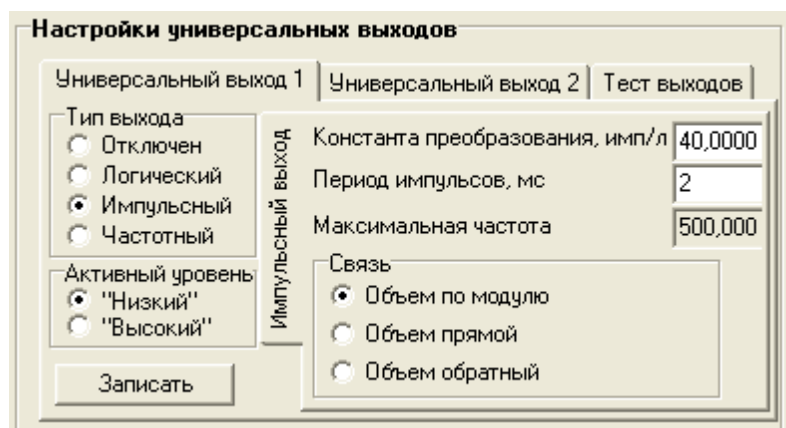 Настройки универсальных выходов
Универсальный выход 1
Универсальный выход 2
Тест выходов
Тип выхода
Отключен
Логический
Импульсный
Частотный
Активный уровень
"Низкий"
"Высокий"
Записать
Импульсный выход
Константа преобразования, имп/л 40,0000
Период импульсов, мс 2
Максимальная частота 500,000
Связь
Объем по модулю
Объем прямой
Объем обратный